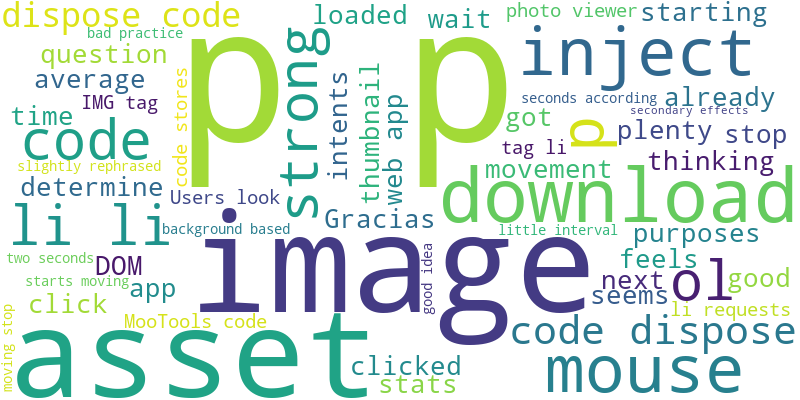 dispose code
bad practice
question
average
IMG tag
time
code
slightly rephrased
determine
li li
background based
two seconds
DOM
starts moving
app
click
MooTools code
moving stop
asset
code stores
p
strong
loaded
intents
thumbnail
web app
Users look
Gracias
image
good idea
clicked
stats
p
wait
photo viewer
starting
inject
seconds according
already
secondary effects
got
p
plenty
stop
tag li
thinking
movement
download
little interval
purposes
feels
next
ol
good
seems
li requests
code dispose
mouse